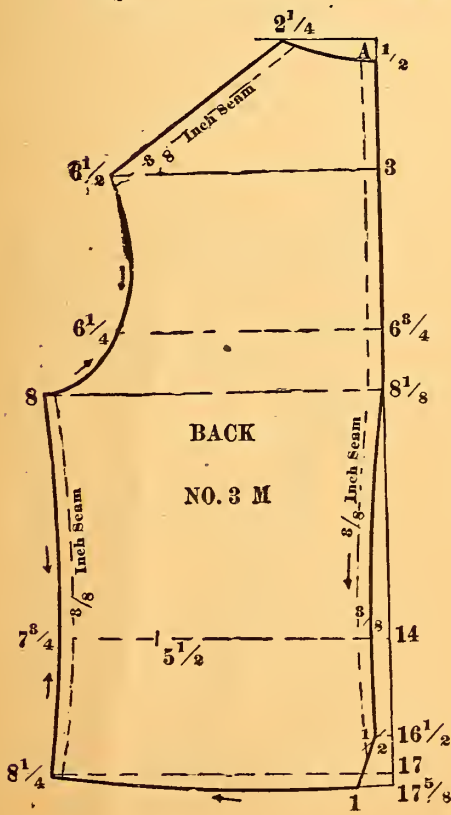 2 1/4
A 1/2
3/8 Inch Seam
6 1/2 3
6 1/4 6 3/4
8 8 1/8
BACK
NO. 3 M
3/8 Inch Seam
3/8 Inch Seam
7 3/4 5 1/2 3/8 14
1/2 16 1/2
8 1/4 17
1 17 5/8